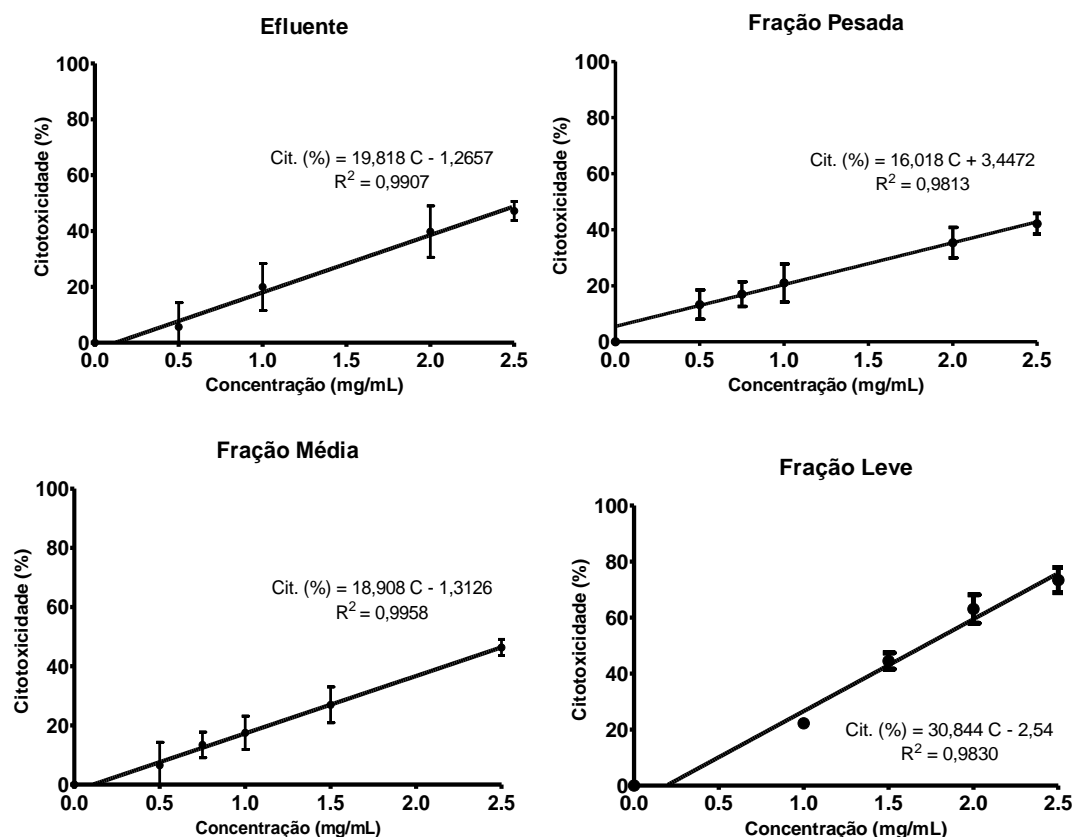 Efluente
100
80
60
40
20
0
Citotoxicidade (%)
Cit. (%) = 19,818 C - 1,2657
R² = 0,9907
0.0 0.5 1.0 1.5 2.0 2.5
Concentração (mg/mL)
Fração Pesada
100
80
60
40
20
0
Citotoxicidade (%)
Cit. (%) = 16,018 C + 3,4472
R² = 0,9813
0.0 0.5 1.0 1.5 2.0 2.5
Concentração (mg/mL)
Fração Média
100
80
60
40
20
0
Citotoxicidade (%)
Cit. (%) = 18,908 C - 1,3126
R² = 0,9958
0.0 0.5 1.0 1.5 2.0 2.5
Concentração (mg/mL)
Fração Leve
100
80
60
40
20
0
Citotoxicidade (%)
Cit. (%) = 30,844 C - 2,54
R² = 0,9830
0.0 0.5 1.0 1.5 2.0 2.5
Concentração (mg/mL)